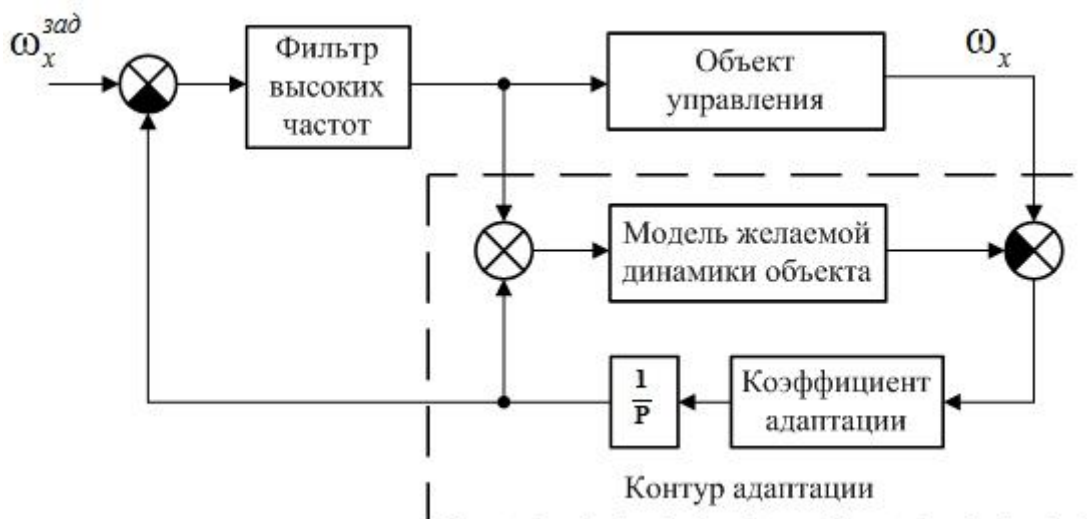 ω_x^зад
Фильтр
высоких
частот
Объект
управления
ω_x
Модель желаемой
динамики объекта
1
P
Коэффициент
адаптации
Контур адаптации